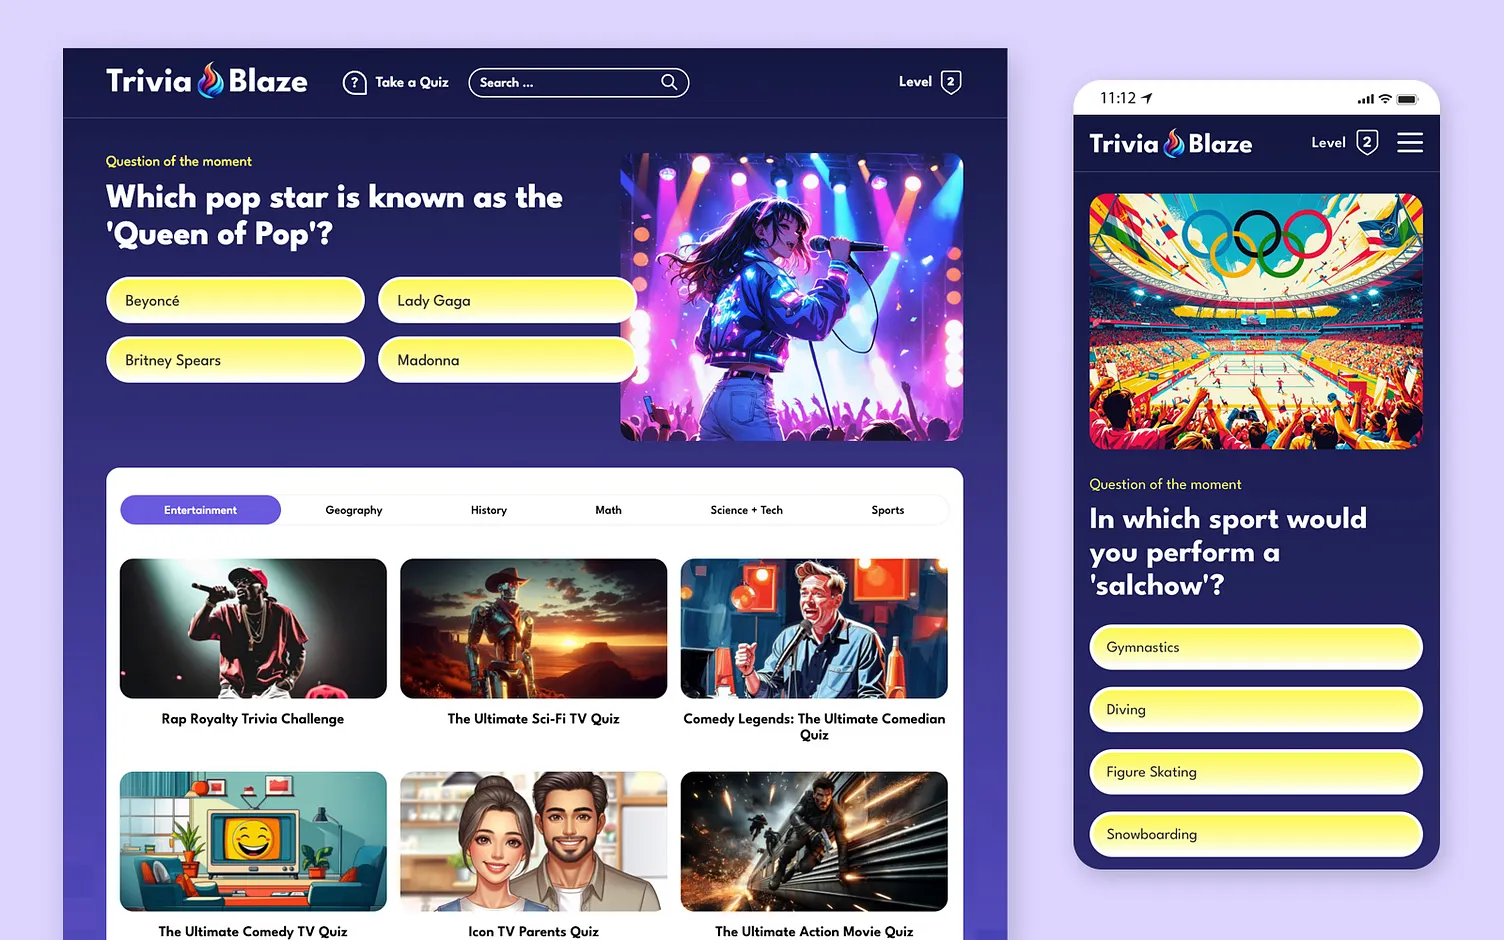 Trivia Blaze
? Take a Quiz
Search ...
Level 2
Question of the moment
Which pop star is known as the
'Queen of Pop'?
Beyoncé
Lady Gaga
Britney Spears
Madonna
Entertainment
Geography
History
Math
Science + Tech
Sports
Rap Royalty Trivia Challenge
The Ultimate Sci-Fi TV Quiz
Comedy Legends: The Ultimate Comedian
Quiz
The Ultimate Comedy TV Quiz
Icon TV Parents Quiz
The Ultimate Action Movie Quiz
11:12
Trivia Blaze
Level 2
Question of the moment
In which sport would
you perform a
'salchow'?
Gymnastics
Diving
Figure Skating
Snowboarding